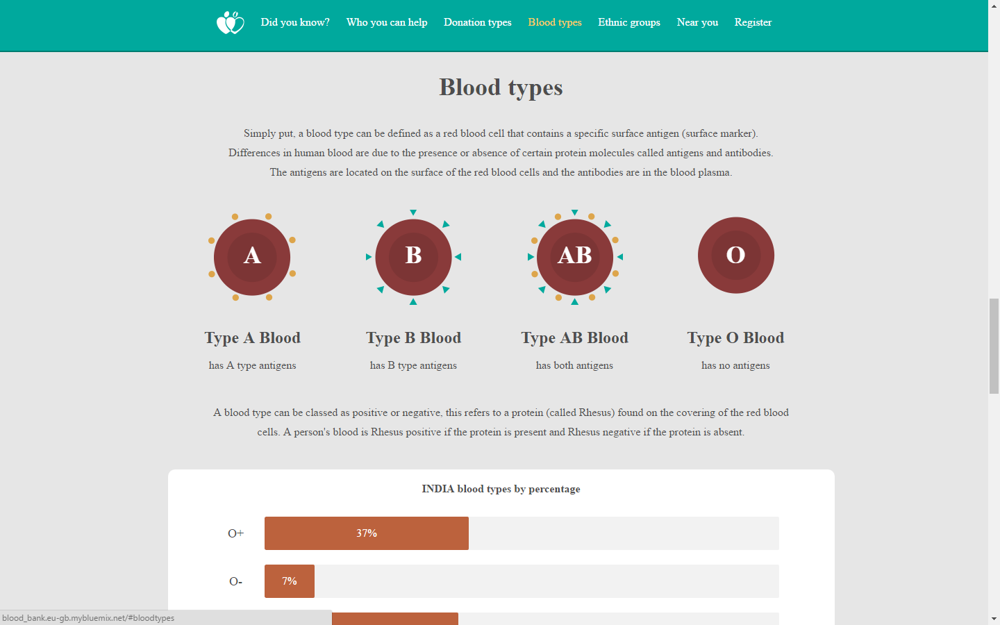 Did you know? Who you can help Donation types Blood types Ethnic groups Near you Register
Blood types
Simply put, a blood type can be defined as a red blood cell that contains a specific surface antigen (surface marker).
Differences in human blood are due to the presence or absence of certain protein molecules called antigens and antibodies.
The antigens are located on the surface of the red blood cells and the antibodies are in the blood plasma.
A B AB O
Type A Blood Type B Blood Type AB Blood Type O Blood
has A type antigens has B type antigens has both antigens has no antigens
A blood type can be classed as positive or negative, this refers to a protein (called Rhesus) found on the covering of the red blood
cells. A person's blood is Rhesus positive if the protein is present and Rhesus negative if the protein is absent.
INDIA blood types by percentage
O+ 37%
O- 7%
blood_bank.eu-gb.mybluemix.net/#bloodtypes